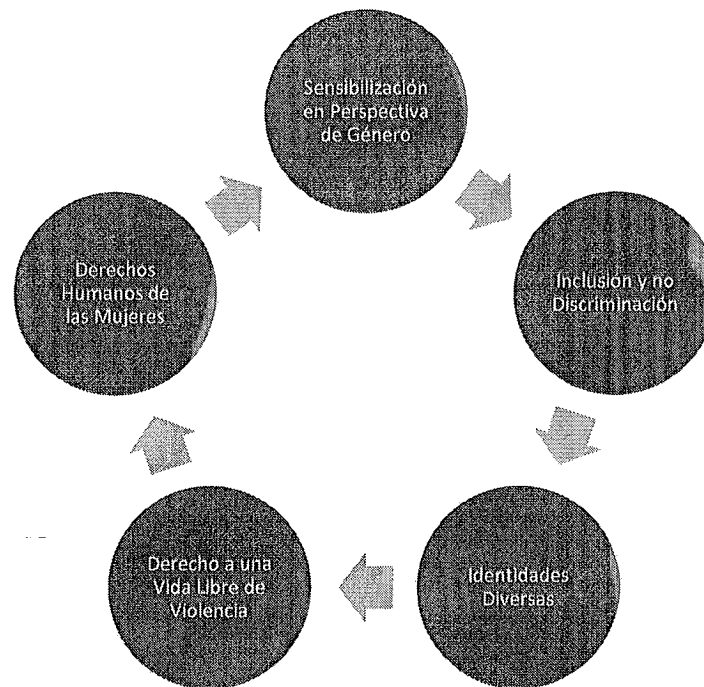 Sensibilización
en Perspectiva
de Género
Inclusión y no
Discriminación
Identidades
Diversas
Derecho a una
Vida Libre de
Violencia
Derechos
Humanos de
las Mujeres